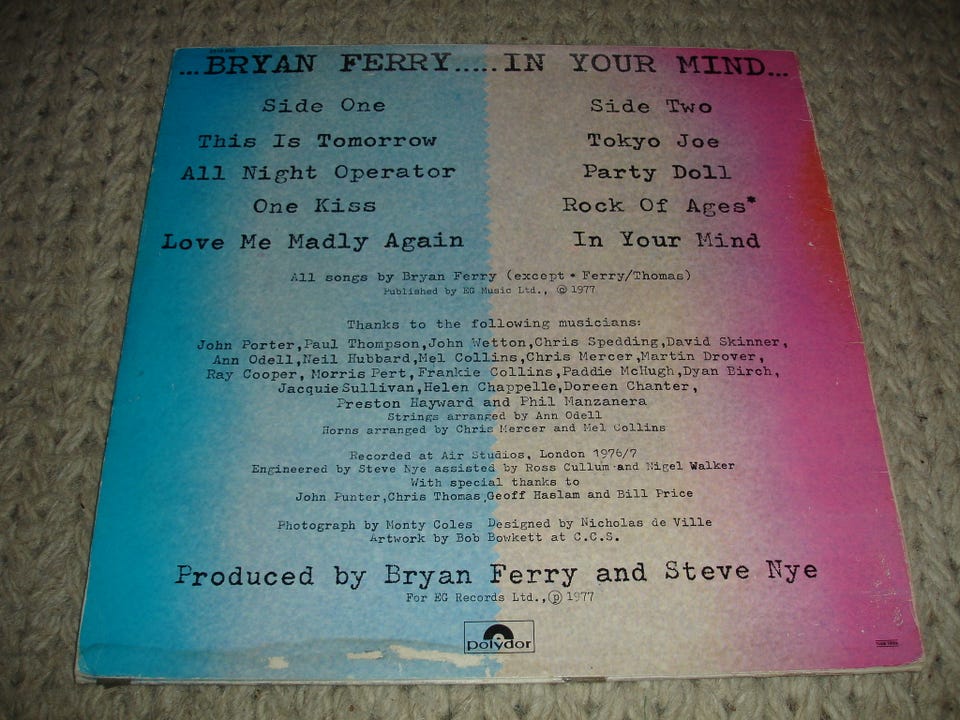 ...BRYAN FERRY.....IN YOUR MIND...
Side One
This Is Tomorrow
All Night Operator
One Kiss
Love Me Madly Again
Side Two
Tokyo Joe
Party Doll
Rock Of Ages*
In Your Mind
All songs by Bryan Ferry (except * Ferry/Thomas)
Published by EG Music Ltd., ℗ 1977
Thanks to the following musicians:
John Porter,Paul Thompson,John Wetton,Chris Spedding,David Skinner,
Ann Odell,Neil Hubbard,Mel Collins,Chris Mercer,Martin Drover,
Ray Cooper,Morris Pert,Frankie Collins,Paddie McHugh,Dyan Birch,
Jacquie Sullivan,Helen Chappelle,Doreen Chanter,
Preston Hayward and Phil Manzanera
Strings arranged by Ann Odell
Horns arranged by Chris Mercer and Mel Collins
Recorded at Air Studios, London 1976/7
Engineered by Steve Nye assisted by Ross Cullum and Nigel Walker
With special thanks to
John Punter,Chris Thomas,Geoff Haslam and Bill Price
Photograph by Monty Coles Designed by Nicholas de Ville
Artwork by Bob Bowkett at C.C.S.
Produced by Bryan Ferry and Steve Nye
For EG Records Ltd.,℗ 1977
polydor